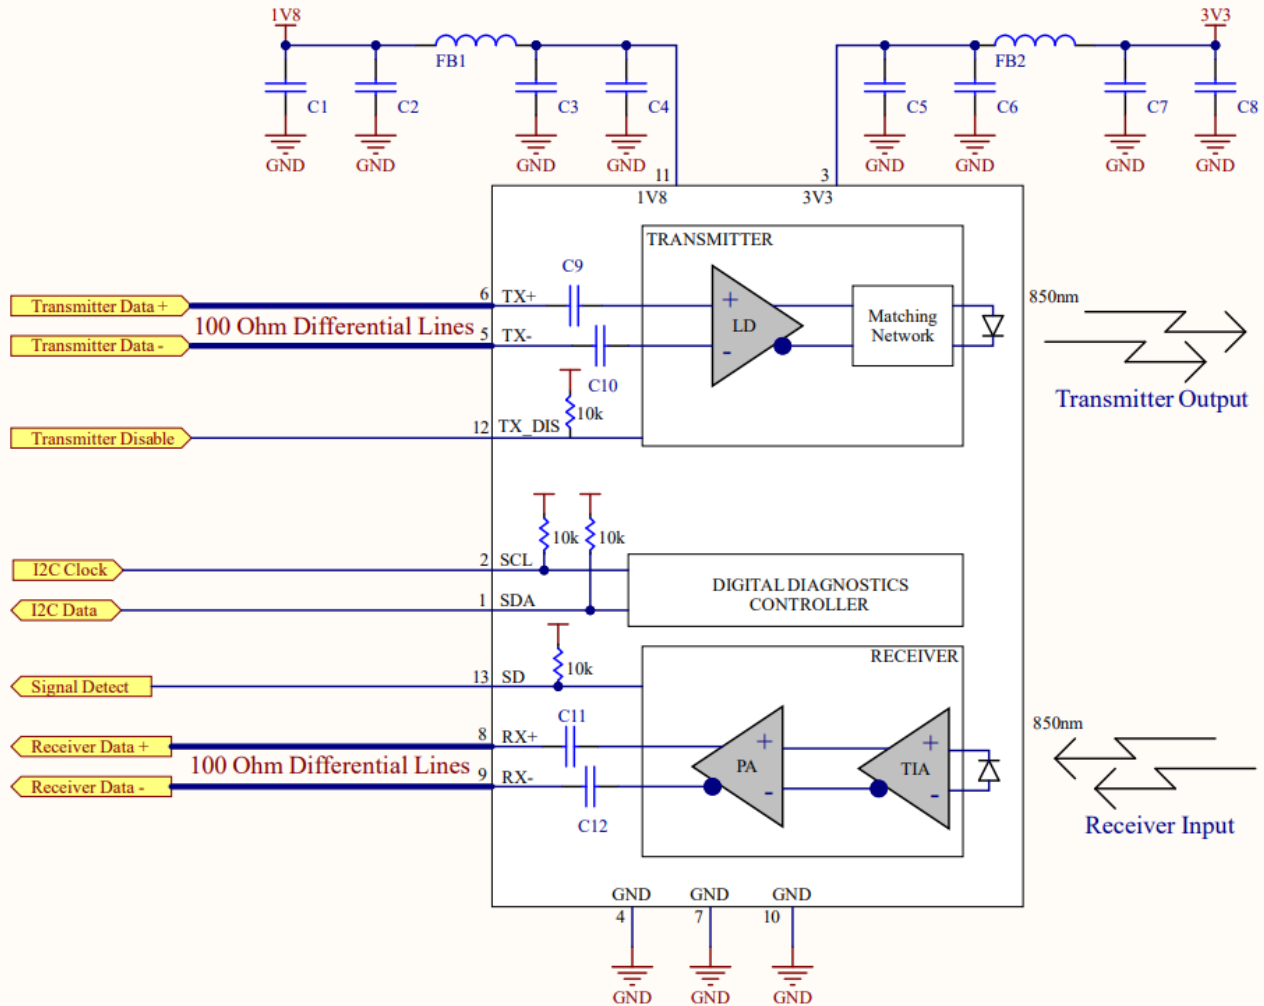 1V8
3V3
FB1
FB2
C1
C2
C3
C4
C5
C6
C7
C8
GND
GND
GND
GND
GND
GND
GND
GND
11
3
1V8
3V3
TRANSMITTER
C9
Transmitter Data +
6
TX+
+
LD
Matching
Network
850nm
100 Ohm Differential Lines
Transmitter Data -
5
TX-
-
C10
Transmitter Output
10k
Transmitter Disable
12
TX_DIS
10k
10k
I2C Clock
2
SCL
DIGITAL DIAGNOSTICS
CONTROLLER
I2C Data
1
SDA
RECEIVER
10k
Signal Detect
13
SD
C11
850nm
Receiver Data +
8
RX+
+
+
100 Ohm Differential Lines
PA
TIA
Receiver Data -
9
RX-
-
-
C12
Receiver Input
GND
GND
GND
4
7
10
GND
GND
GND